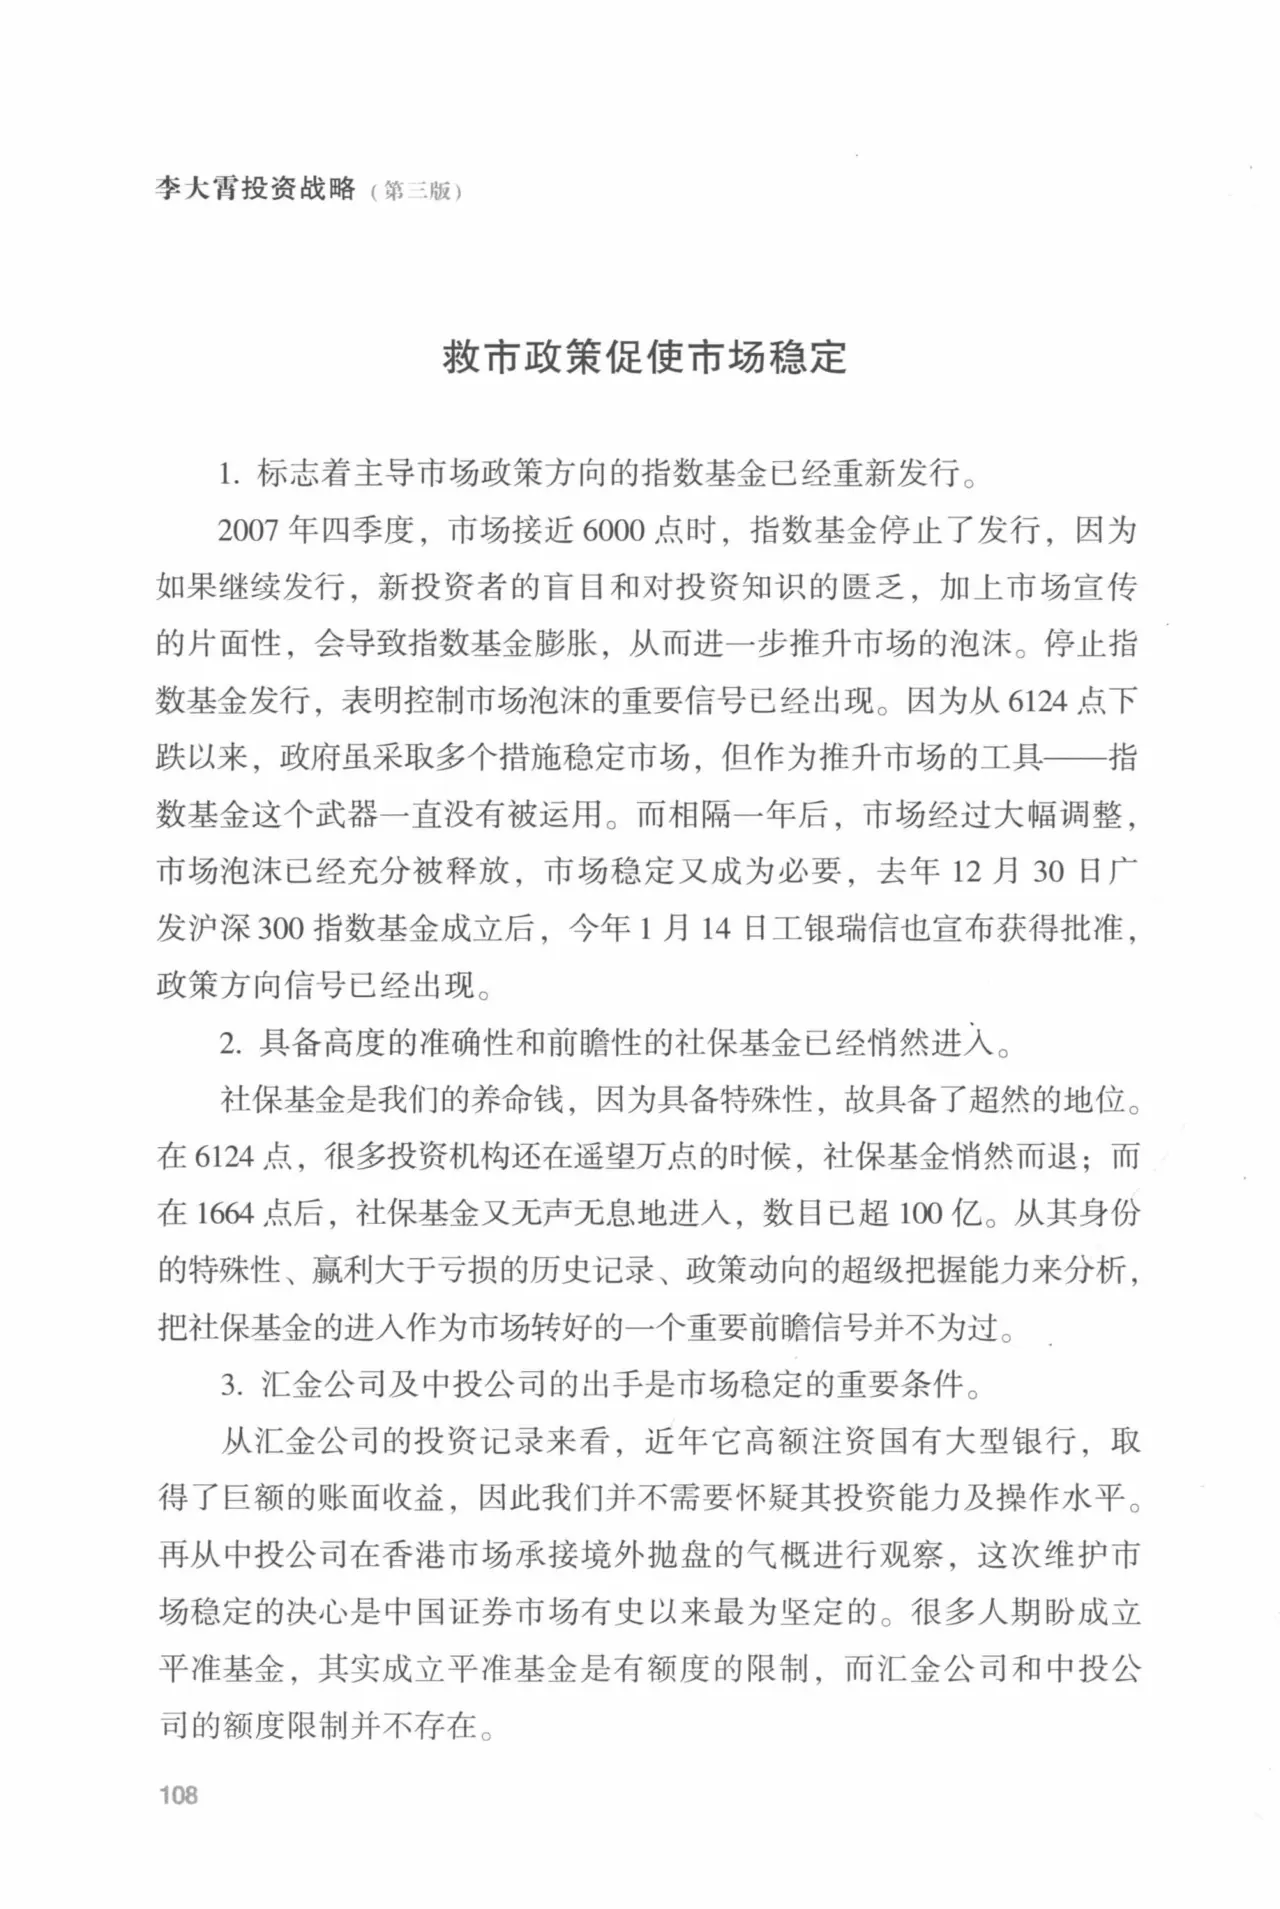 李大霄投资战略（第三版）
救市政策促使市场稳定
1. 标志着主导市场政策方向的指数基金已经重新发行。
2007 年四季度，市场接近 6000 点时，指数基金停止了发行，因为
如果继续发行，新投资者的盲目和对投资知识的匮乏，加上市场宣传
的片面性，会导致指数基金膨胀，从而进一步推升市场的泡沫。停止指
数基金发行，表明控制市场泡沫的重要信号已经出现。因为从 6124 点下
跌以来，政府虽采取多个措施稳定市场，但作为推升市场的工具——指
数基金这个武器一直没有被运用。而相隔一年后，市场经过大幅调整，
市场泡沫已经充分被释放，市场稳定又成为必要，去年 12 月 30 日广
发沪深 300 指数基金成立后，今年 1 月 14 日工银瑞信也宣布获得批准，
政策方向信号已经出现。
2. 具备高度的准确性和前瞻性的社保基金已经悄然进入。
社保基金是我们的养命钱，因为具备特殊性，故具备了超然的地位。
在 6124 点，很多投资机构还在遥望万点的时候，社保基金悄然而退；而
在 1664 点后，社保基金又无声无息地进入，数目已超 100 亿。从其身份
的特殊性、赢利大于亏损的历史记录、政策动向的超级把握能力来分析，
把社保基金的进入作为市场转好的一个重要前瞻信号并不为过。
3. 汇金公司及中投公司的出手是市场稳定的重要条件。
从汇金公司的投资记录来看，近年它高额注资国有大型银行，取
得了巨额的账面收益，因此我们并不需要怀疑其投资能力及操作水平。
再从中投公司在香港市场承接境外抛盘的气概进行观察，这次维护市
场稳定的决心是中国证券市场有史以来最为坚定的。很多人期盼成立
平准基金，其实成立平准基金是有额度的限制，而汇金公司和中投公
司的额度限制并不存在。
108